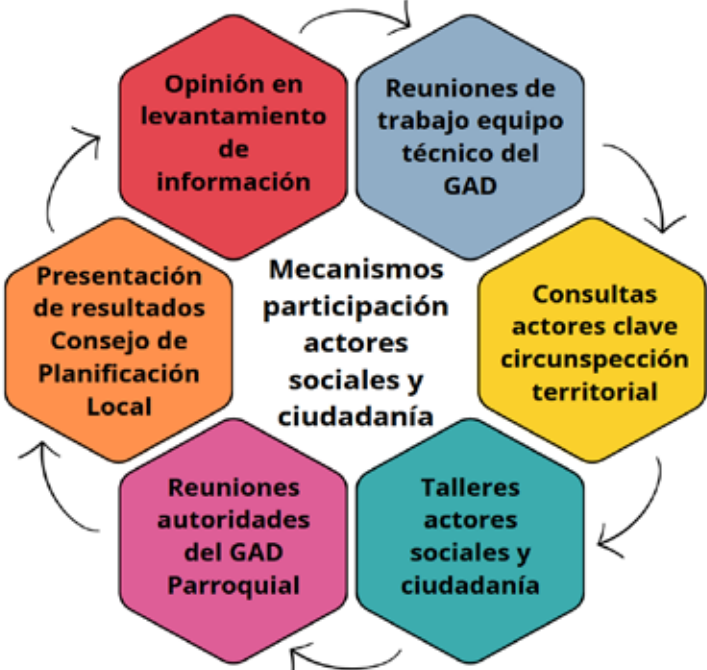 Opinión en
levantamiento
de
información
Reuniones de
trabajo equipo
técnico del
GAD
Consultas
actores clave
circunspección
territorial
Talleres
actores
sociales y
ciudadanía
Reuniones
autoridades
del GAD
Parroquial
Presentación
de resultados
Consejo de
Planificación
Local
Mecanismos
participación
actores
sociales y
ciudadanía